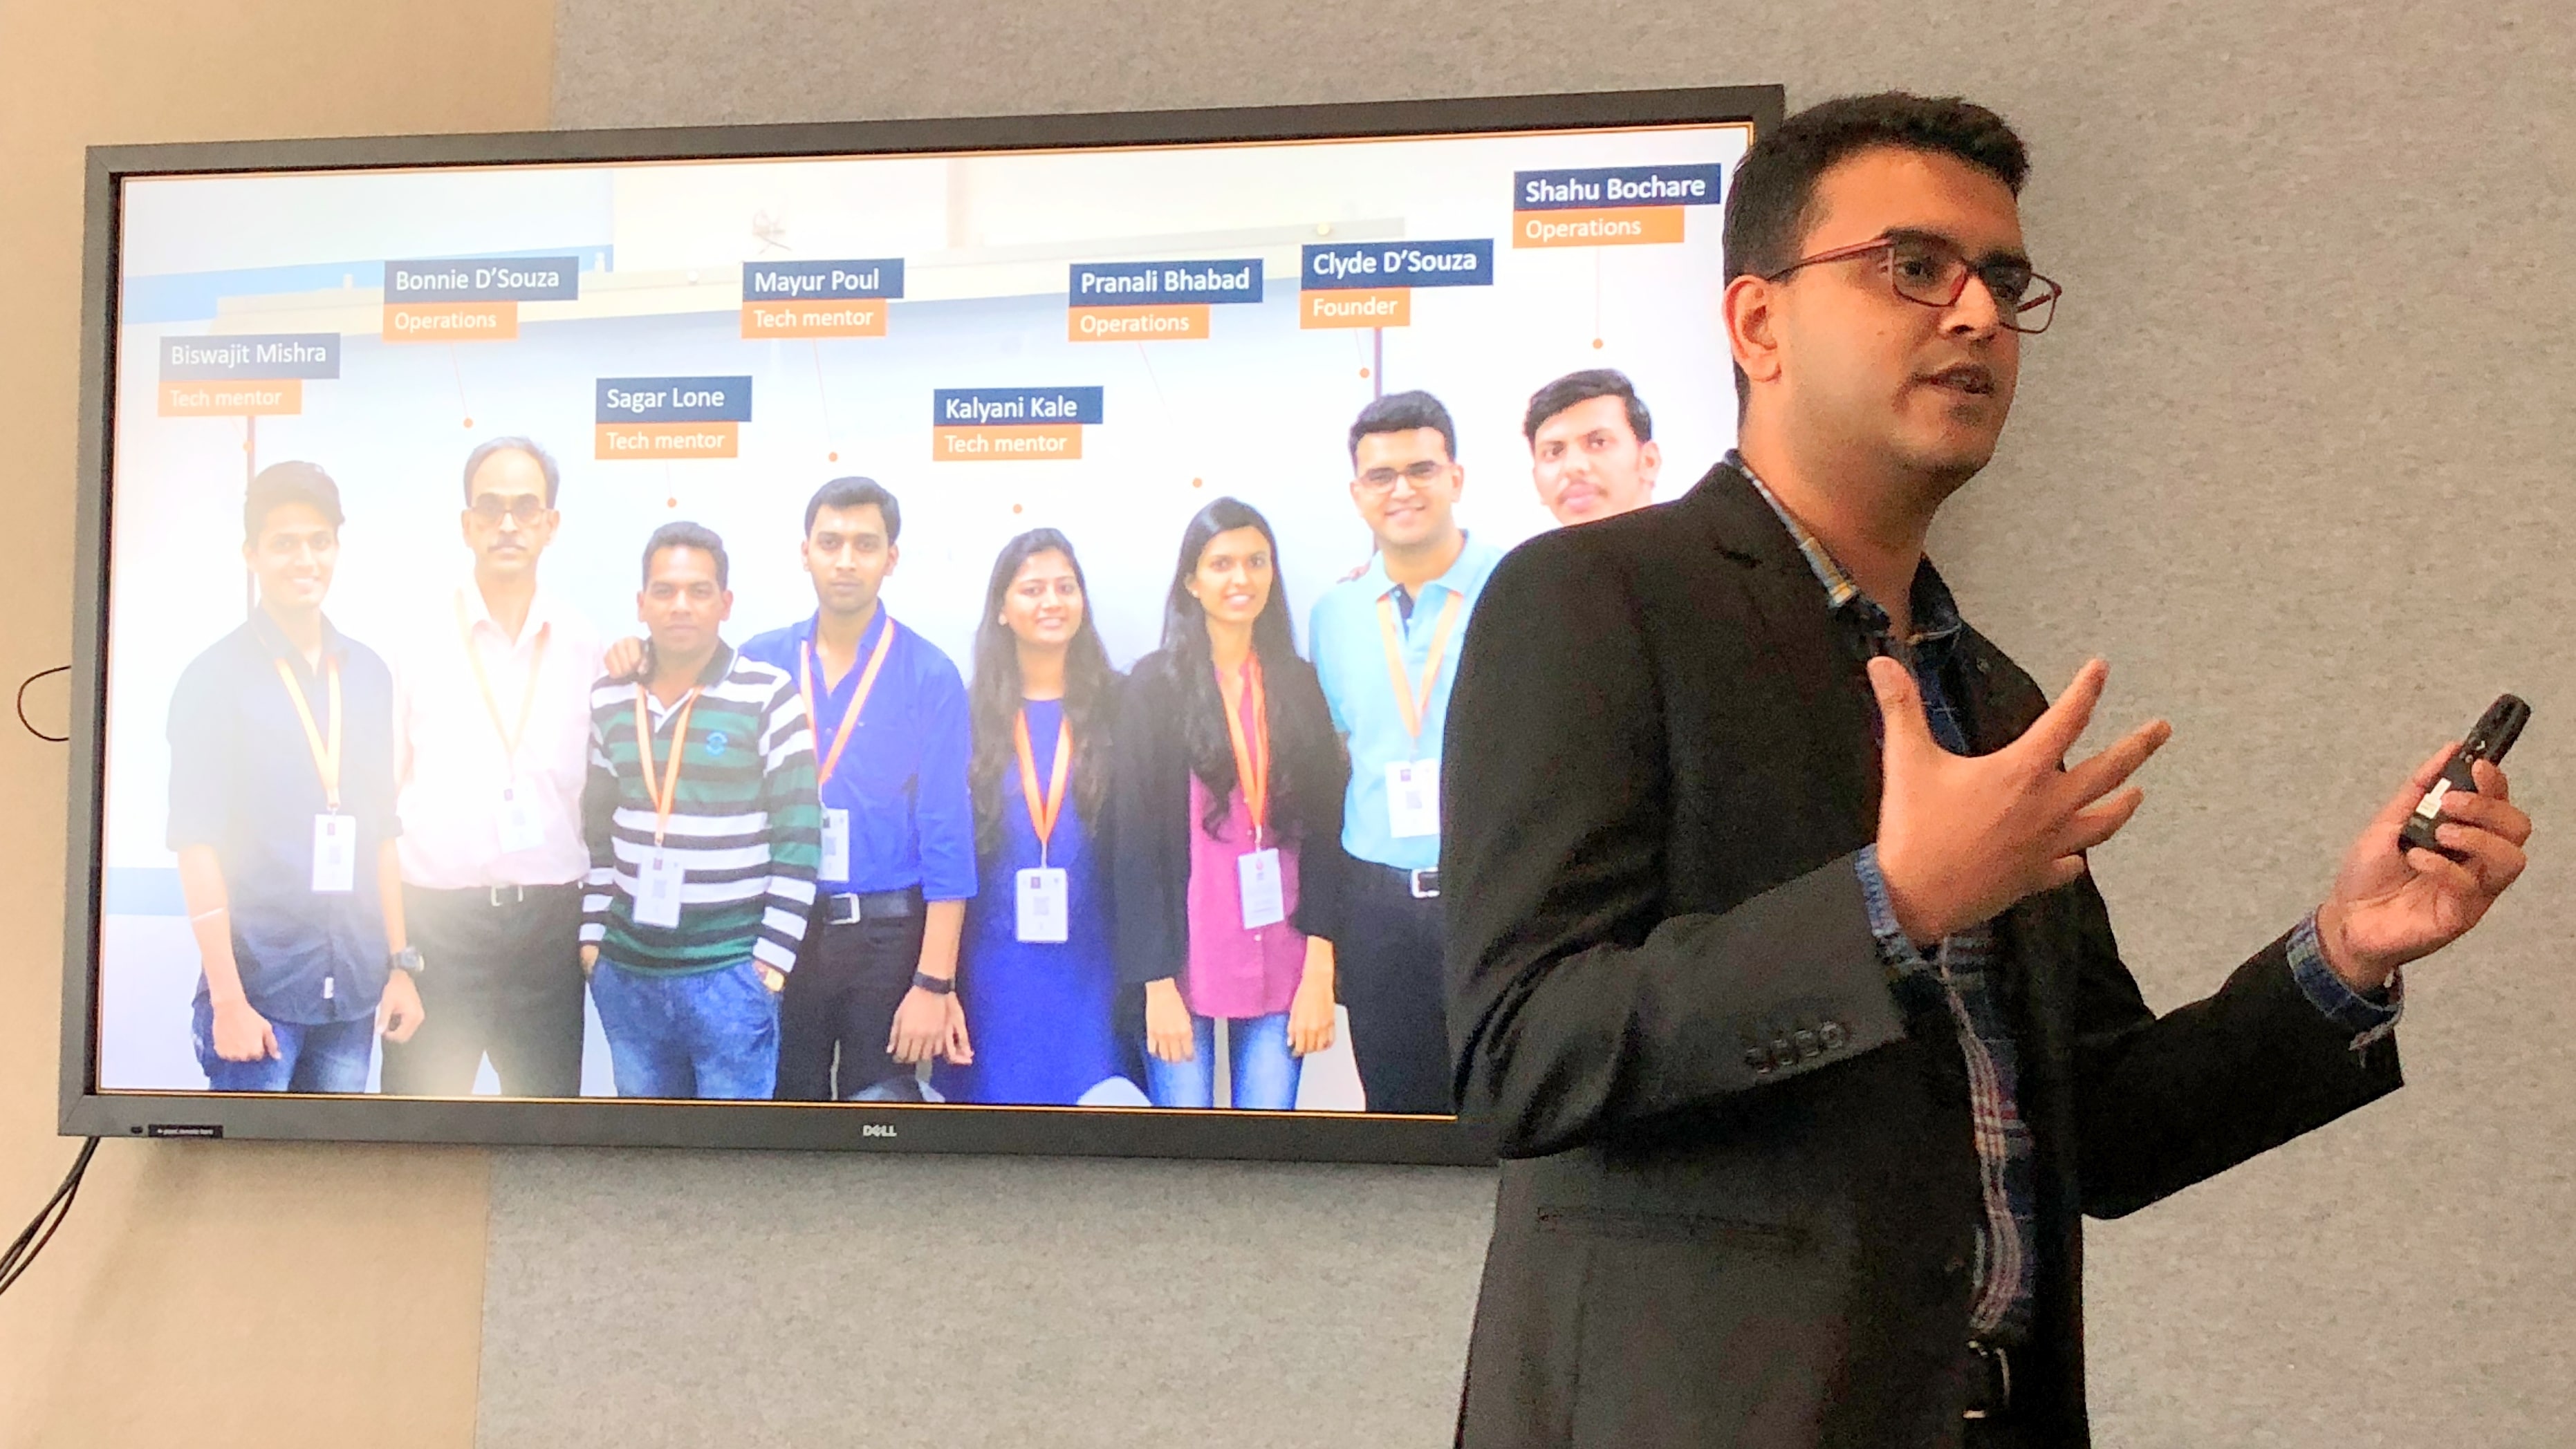 Shahu Bochare
Operations
Clyde D'Souza
Founder
Bonnie D'Souza
Operations
Mayur Poul
Tech mentor
Pranali Bhabad
Operations
Biswajit Mishra
Tech mentor
Sagar Lone
Tech mentor
Kalyani Kale
Tech mentor
DELL